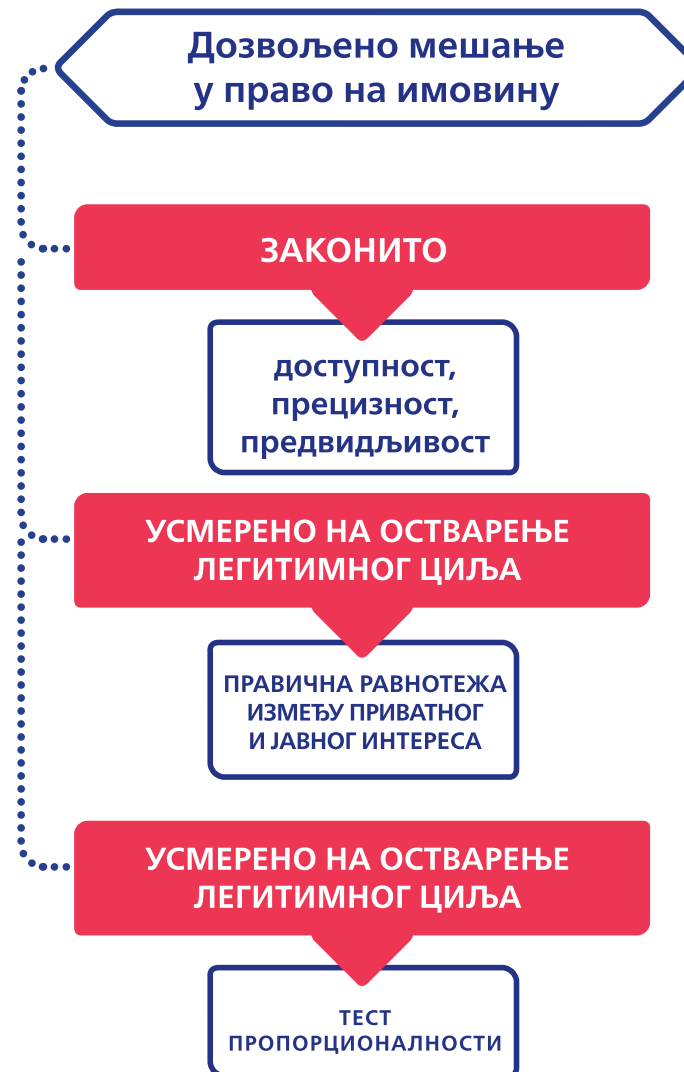 Дозвољено мешање
у право на имовину
ЗАКОНИТО
доступност,
прецизност,
предвидљивост
УСМЕРЕНО НА ОСТВАРЕЊЕ
ЛЕГИТИМНОГ ЦИЉА
ПРАВИЧНА РАВНОТЕЖА
ИЗМЕЂУ ПРИВАТНОГ
И ЈАВНОГ ИНТЕРЕСА
УСМЕРЕНО НА ОСТВАРЕЊЕ
ЛЕГИТИМНОГ ЦИЉА
ТЕСТ
ПРОПОРЦИОНАЛНОСТИ